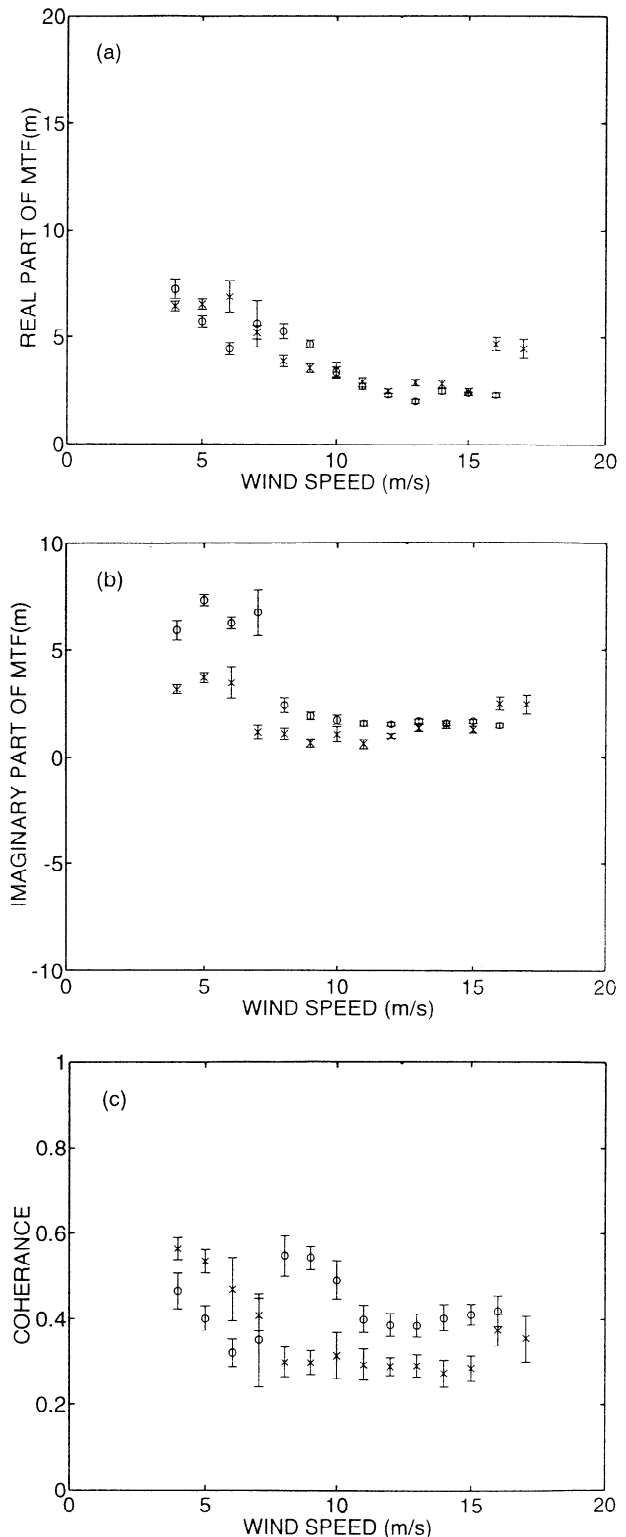 (a)
REAL PART OF MTF(m)
20
15
10
5
0
0 5 10 15 20
WIND SPEED (m/s)
(b)
IMAGINARY PART OF MTF(m)
10
5
0
-5
-10
0 5 10 15 20
WIND SPEED (m/s)
(c)
COHERANCE
1
0.8
0.6
0.4
0.2
0
0 5 10 15 20
WIND SPEED (m/s)